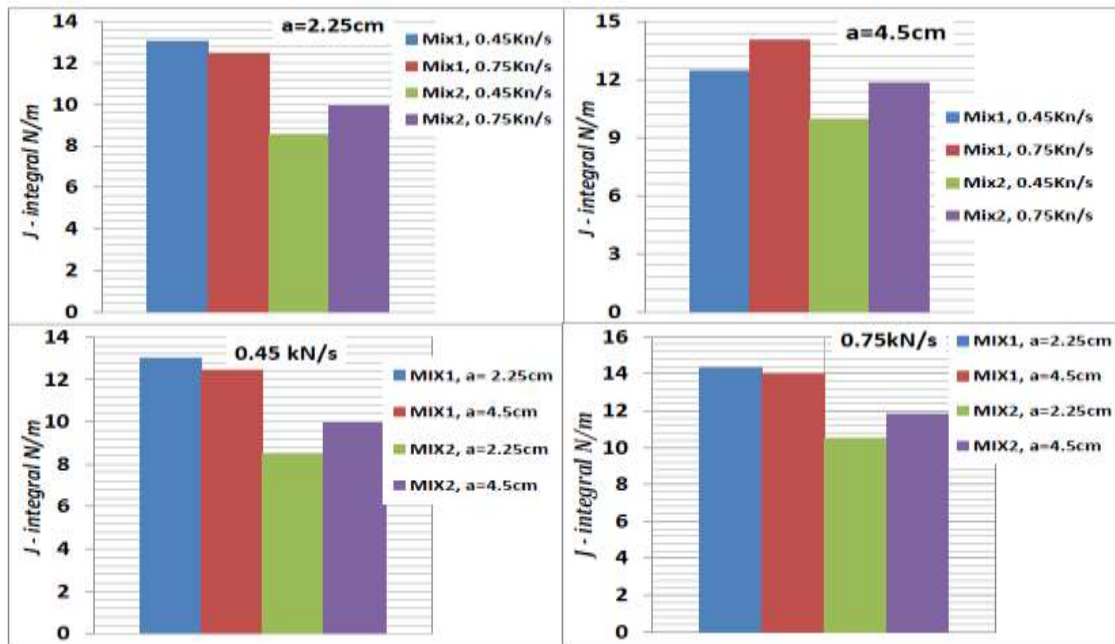 a=2.25cm
J - integral N/m
14
12
10
8
6
4
2
0
Mix1, 0.45Kn/s
Mix1, 0.75Kn/s
Mix2, 0.45Kn/s
Mix2, 0.75Kn/s
a=4.5cm
J - integral N/m
15
12
9
6
3
0
Mix1, 0.45Kn/s
Mix1, 0.75Kn/s
Mix2, 0.45Kn/s
Mix2, 0.75Kn/s
0.45 kN/s
J - integral N/m
14
12
10
8
6
4
2
0
MIX1, a= 2.25cm
MIX1, a=4.5cm
MIX2, a=2.25cm
MIX2, a=4.5cm
0.75kN/s
J - integral N/m
16
14
12
10
8
6
4
2
0
MIX1, a=2.25cm
MIX1, a=4.5cm
MIX2, a=2.25cm
MIX2, a=4.5cm